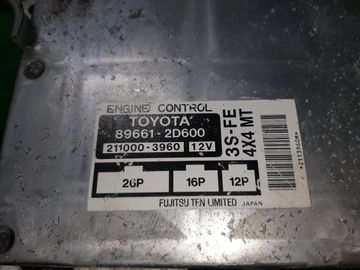 ENGINE CONTROL
TOYOTA
89661-2D600
211000-3960 12V
3S-FE
4X4 MT
26P 16P 12P
FUJITSU TEN LIMITED JAPAN
*2113960M*